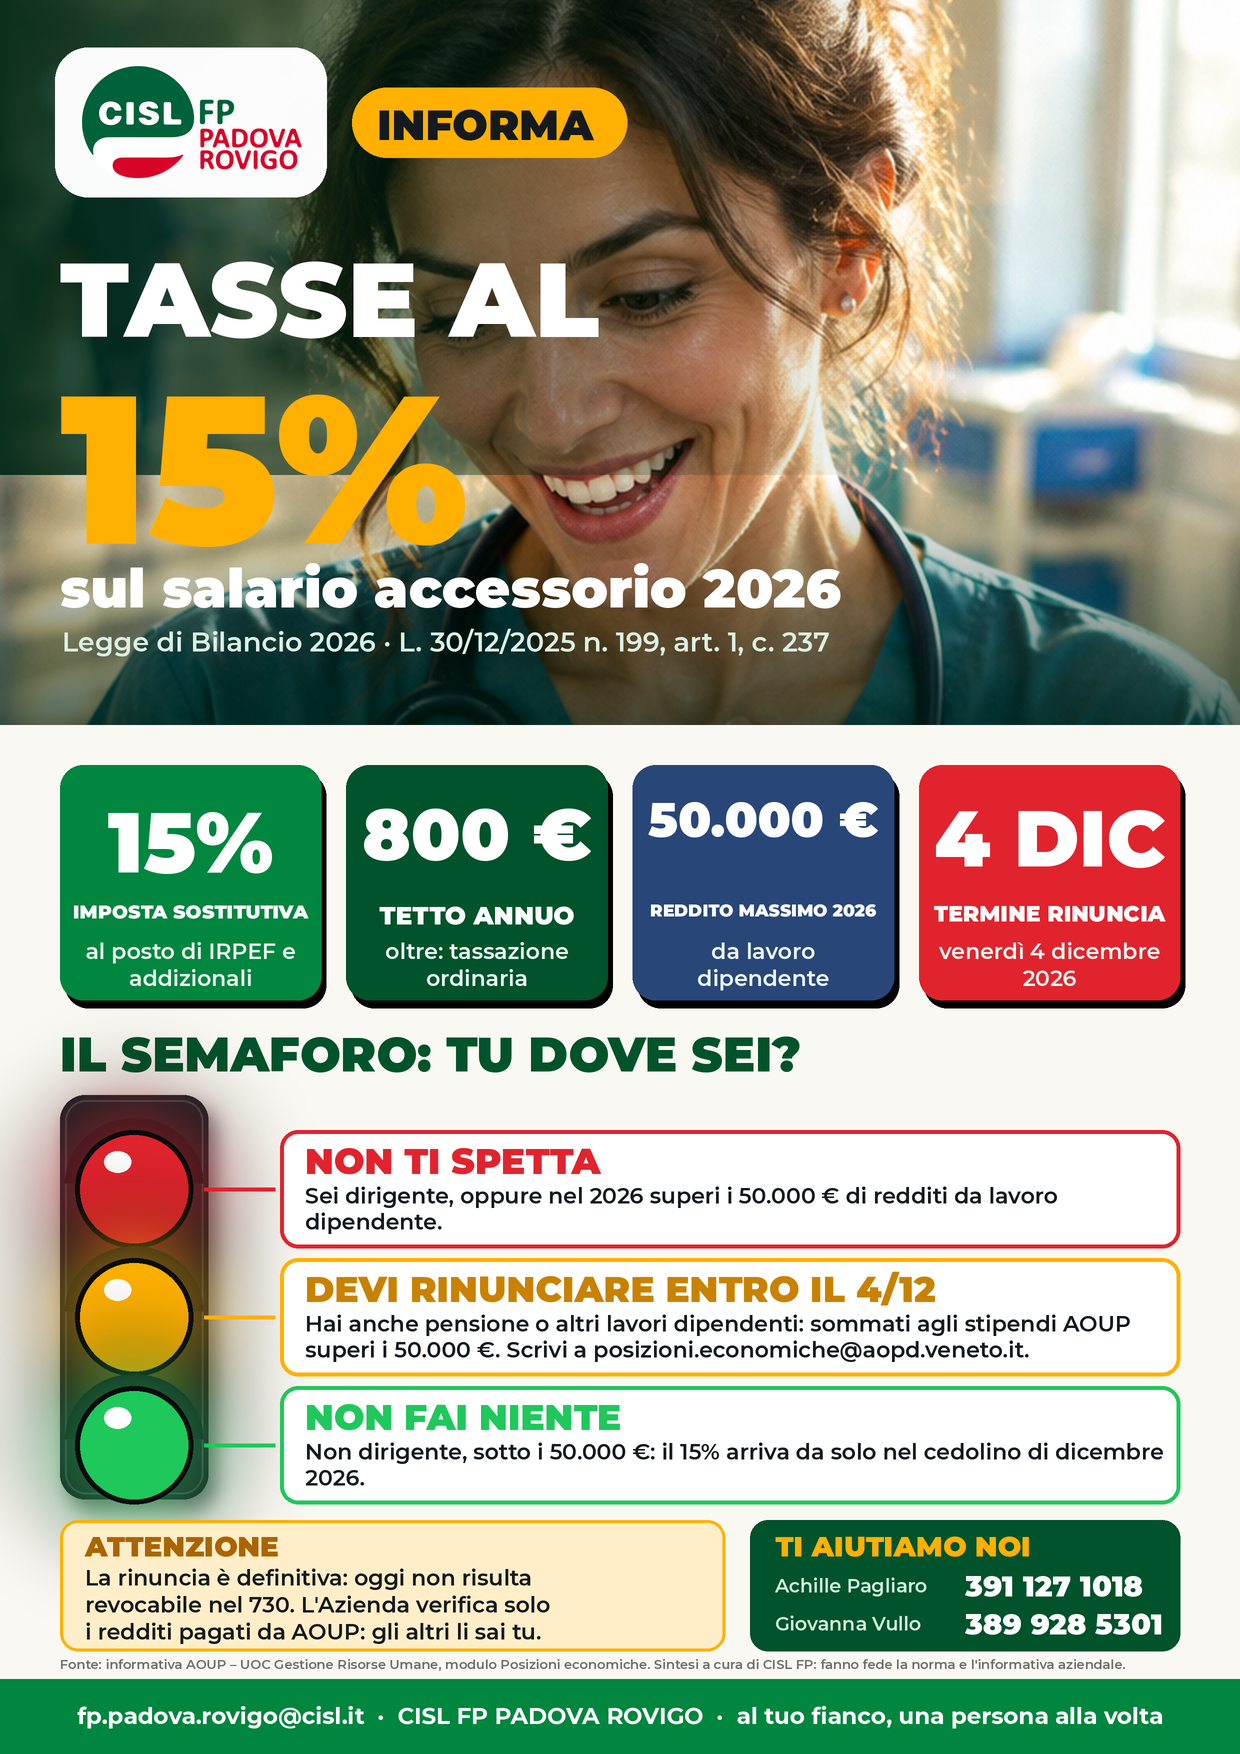 CISL FP
PADOVA
ROVIGO
INFORMA
TASSE AL
15%
sul salario accessorio 2026
Legge di Bilancio 2026 · L. 30/12/2025 n. 199, art. 1, c. 237
15%
IMPOSTA SOSTITUTIVA
al posto di IRPEF e
addizionali
800 €
TETTO ANNUO
oltre: tassazione
ordinaria
50.000 €
REDDITO MASSIMO 2026
da lavoro
dipendente
4 DIC
TERMINE RINUNCIA
venerdì 4 dicembre
2026
IL SEMAFORO: TU DOVE SEI?
NON TI SPETTA
Sei dirigente, oppure nel 2026 superi i 50.000 € di redditi da lavoro
dipendente.
DEVI RINUNCIARE ENTRO IL 4/12
Hai anche pensione o altri lavori dipendenti: sommati agli stipendi AOUP
superi i 50.000 €. Scrivi a posizioni.economiche@aopd.veneto.it.
NON FAI NIENTE
Non dirigente, sotto i 50.000 €: il 15% arriva da solo nel cedolino di dicembre
2026.
ATTENZIONE
La rinuncia è definitiva: oggi non risulta
revocabile nel 730. L'Azienda verifica solo
i redditi pagati da AOUP: gli altri li sai tu.
TI AIUTIAMO NOI
Achille Pagliaro 391 127 1018
Giovanna Vullo 389 928 5301
Fonte: informativa AOUP – UOC Gestione Risorse Umane, modulo Posizioni economiche. Sintesi a cura di CISL FP: fanno fede la norma e l'informativa aziendale.
fp.padova.rovigo@cisl.it · CISL FP PADOVA ROVIGO · al tuo fianco, una persona alla volta